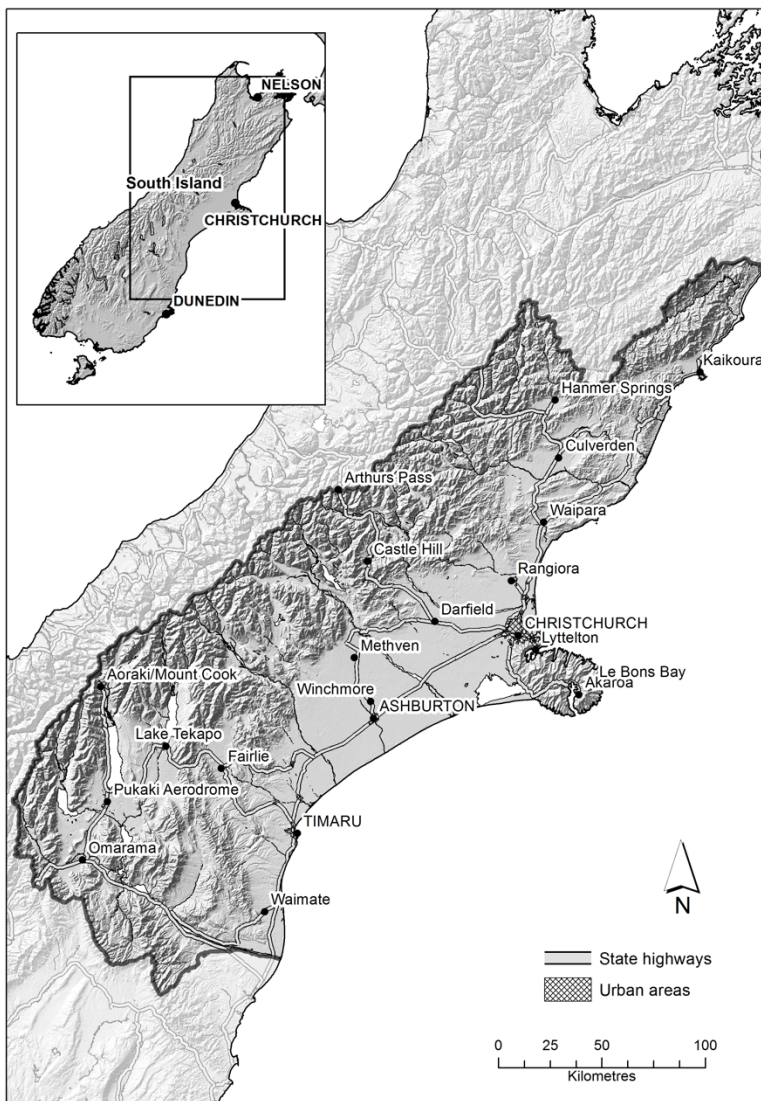 NELSON
South Island
CHRISTCHURCH
DUNEDIN
Kaikoura
Hanmer Springs
Culverden
Arthurs Pass
Waipara
Castle Hill
Rangiora
Darfield
CHRISTCHURCH
Lyttelton
Methven
Le Bons Bay
Aoraki/Mount Cook
Akaroa
Winchmore
ASHBURTON
Lake Tekapo
Fairlie
Pukaki Aerodrome
TIMARU
Omarama
Waimate
N
State highways
Urban areas
0 25 50 100
Kilometres